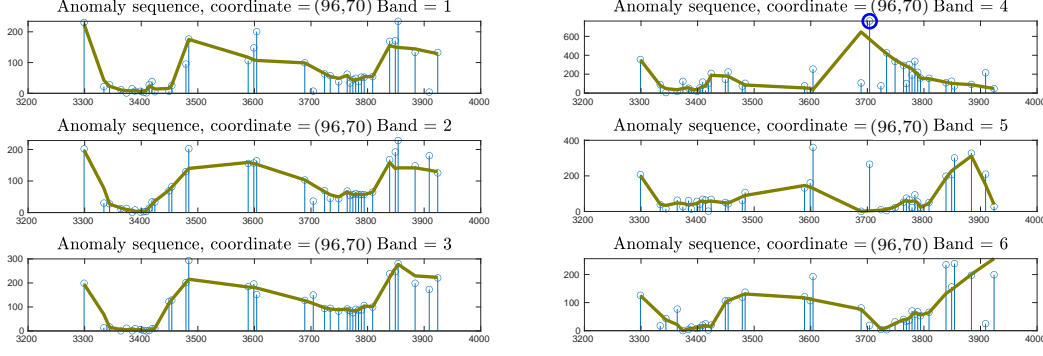 Anomaly sequence, coordinate = (96,70) Band = 1
200
100
0
3200 3300 3400 3500 3600 3700 3800 3900 4000
Anomaly sequence, coordinate = (96,70) Band = 2
200
100
0
3200 3300 3400 3500 3600 3700 3800 3900 4000
Anomaly sequence, coordinate = (96,70) Band = 3
300
200
100
0
3200 3300 3400 3500 3600 3700 3800 3900 4000
Anomaly sequence, coordinate = (96,70) Band = 4
600
400
200
0
3200 3300 3400 3500 3600 3700 3800 3900 4000
Anomaly sequence, coordinate = (96,70) Band = 5
400
200
0
3200 3300 3400 3500 3600 3700 3800 3900 4000
Anomaly sequence, coordinate = (96,70) Band = 6
200
100
0
3200 3300 3400 3500 3600 3700 3800 3900 4000